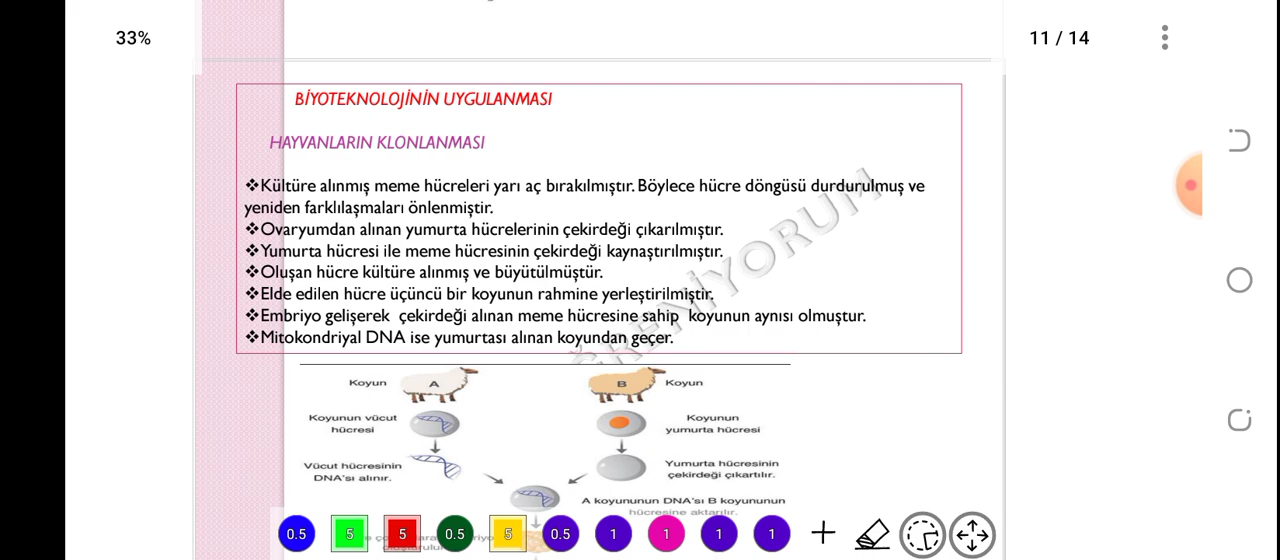 33%
11 / 14
BİYOTEKNOLOJİNİN UYGULANMASI
HAYVANLARIN KLONLANMASI
❖Kültüre alınmış meme hücreleri yarı aç bırakılmıştır. Böylece hücre döngüsü durdurulmuş ve
yeniden farklılaşmaları önlenmiştir.
❖Ovaryumdan alınan yumurta hücrelerinin çekirdeği çıkarılmıştır.
❖Yumurta hücresi ile meme hücresinin çekirdeği kaynaştırılmıştır.
❖Oluşan hücre kültüre alınmış ve büyütülmüştür.
❖Elde edilen hücre üçüncü bir koyunun rahmine yerleştirilmiştir.
❖Embriyo gelişerek çekirdeği alınan meme hücresine sahip koyunun aynısı olmuştur.
❖Mitokondriyal DNA ise yumurtası alınan koyundan geçer.
ĞRENİYORUM
Koyun A B Koyun
Koyunun vücut
hücresi
Koyunun
yumurta hücresi
Vücut hücresinin
DNA'sı alınır.
Yumurta hücresinin
çekirdeği çıkartılır.
A koyununun DNA'sı B koyununun
hücresine aktarılır.
0.5 5 5 0.5 5 0.5 1 1 1 1